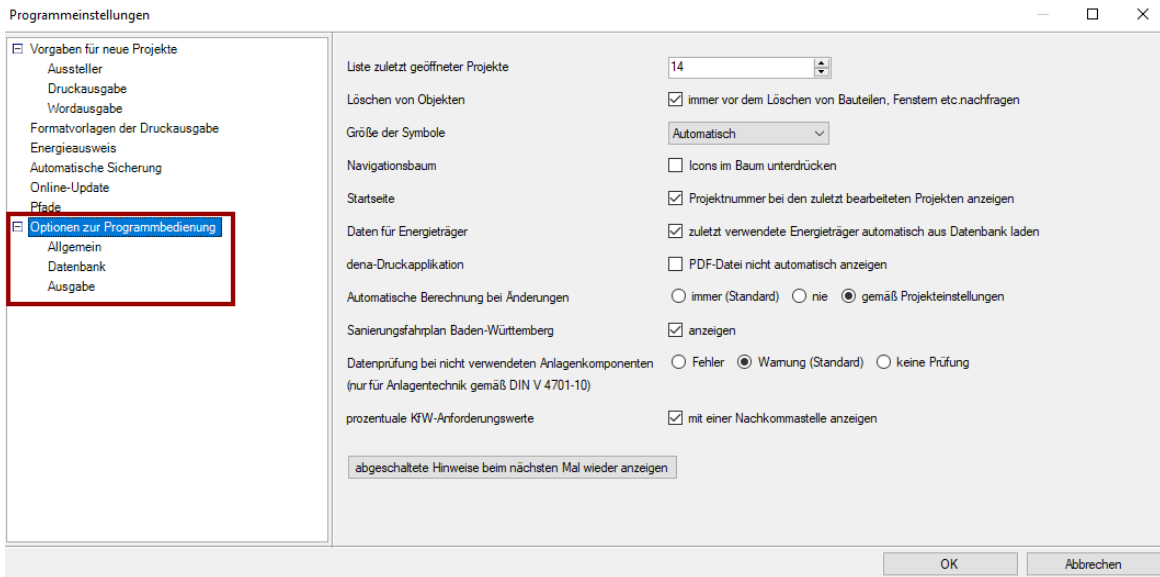 Programmeinstellungen
Vorgaben für neue Projekte
Aussteller
Druckausgabe
Wordausgabe
Formatvorlagen der Druckausgabe
Energieausweis
Automatische Sicherung
Online-Update
Pfade
Optionen zur Programmbedienung
Allgemein
Datenbank
Ausgabe
Liste zuletzt geöffneter Projekte 14
Löschen von Objekten immer vor dem Löschen von Bauteilen, Fenstern etc.nachfragen
Größe der Symbole Automatisch
Navigationsbaum Icons im Baum unterdrücken
Startseite Projektnummer bei den zuletzt bearbeiteten Projekten anzeigen
Daten für Energieträger zuletzt verwendete Energieträger automatisch aus Datenbank laden
dena-Druckapplikation PDF-Datei nicht automatisch anzeigen
Automatische Berechnung bei Änderungen immer (Standard) nie gemäß Projekteinstellungen
Sanierungsfahrplan Baden-Württemberg anzeigen
Datenprüfung bei nicht verwendeten Anlagenkomponenten Fehler Warnung (Standard) keine Prüfung
(nur für Anlagentechnik gemäß DIN V 4701-10)
prozentuale KfW-Anforderungswerte mit einer Nachkommastelle anzeigen
abgeschaltete Hinweise beim nächsten Mal wieder anzeigen
OK Abbrechen